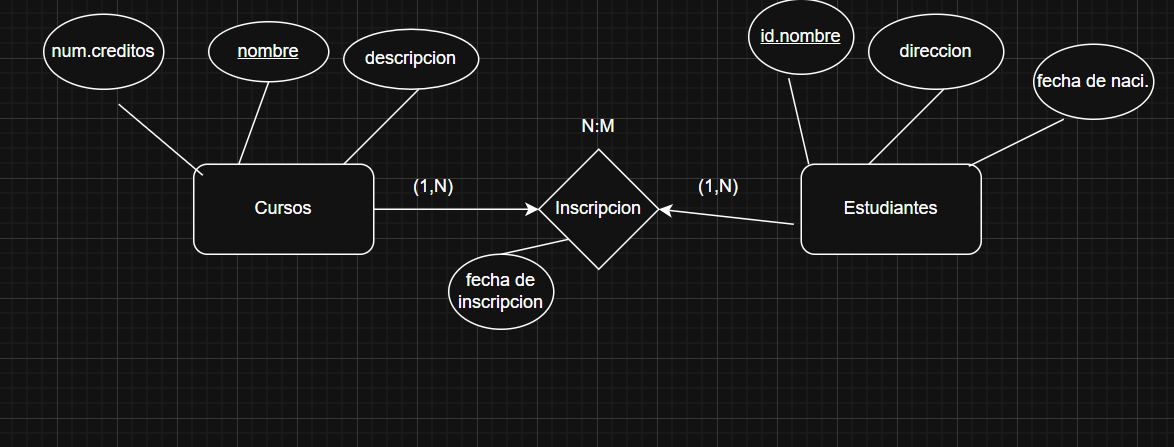 num.creditos
nombre
descripcion
id.nombre
direccion
fecha de naci.
N:M
(1,N)
(1,N)
Cursos
Inscripcion
Estudiantes
fecha de
inscripcion